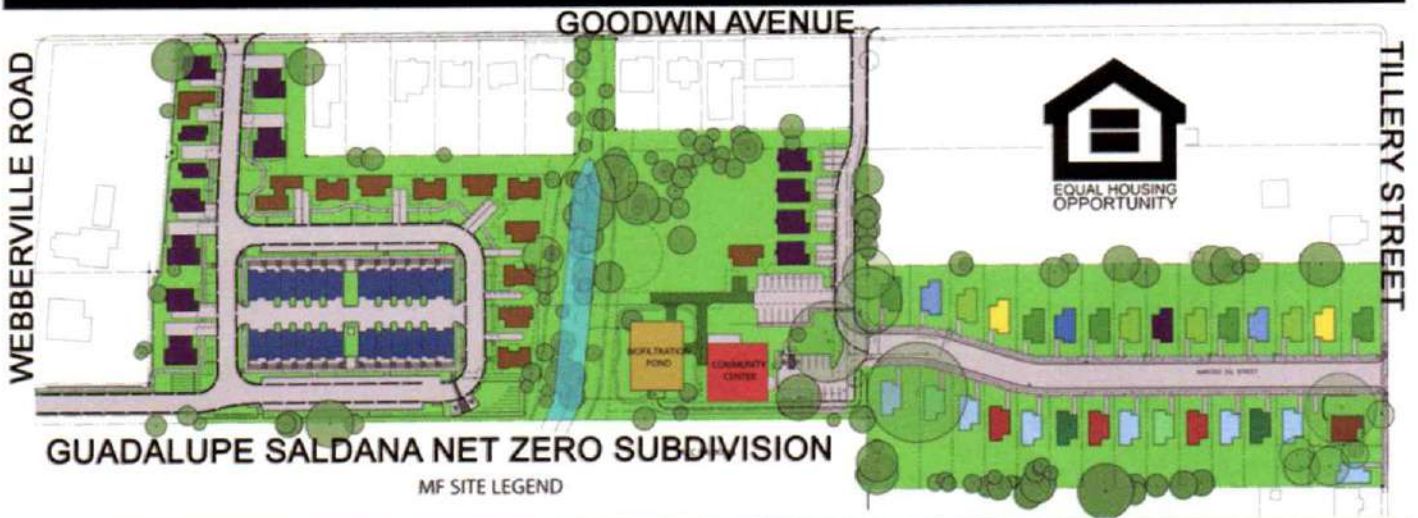 GOODWIN AVENUE
WEBBERVILLE ROAD
TILLERY STREET
EQUAL HOUSING
OPPORTUNITY
BIOFILTRATION
POND
COMMUNITY
CENTER
GUADALUPE SALDANA NET ZERO SUBDIVISION
MF SITE LEGEND